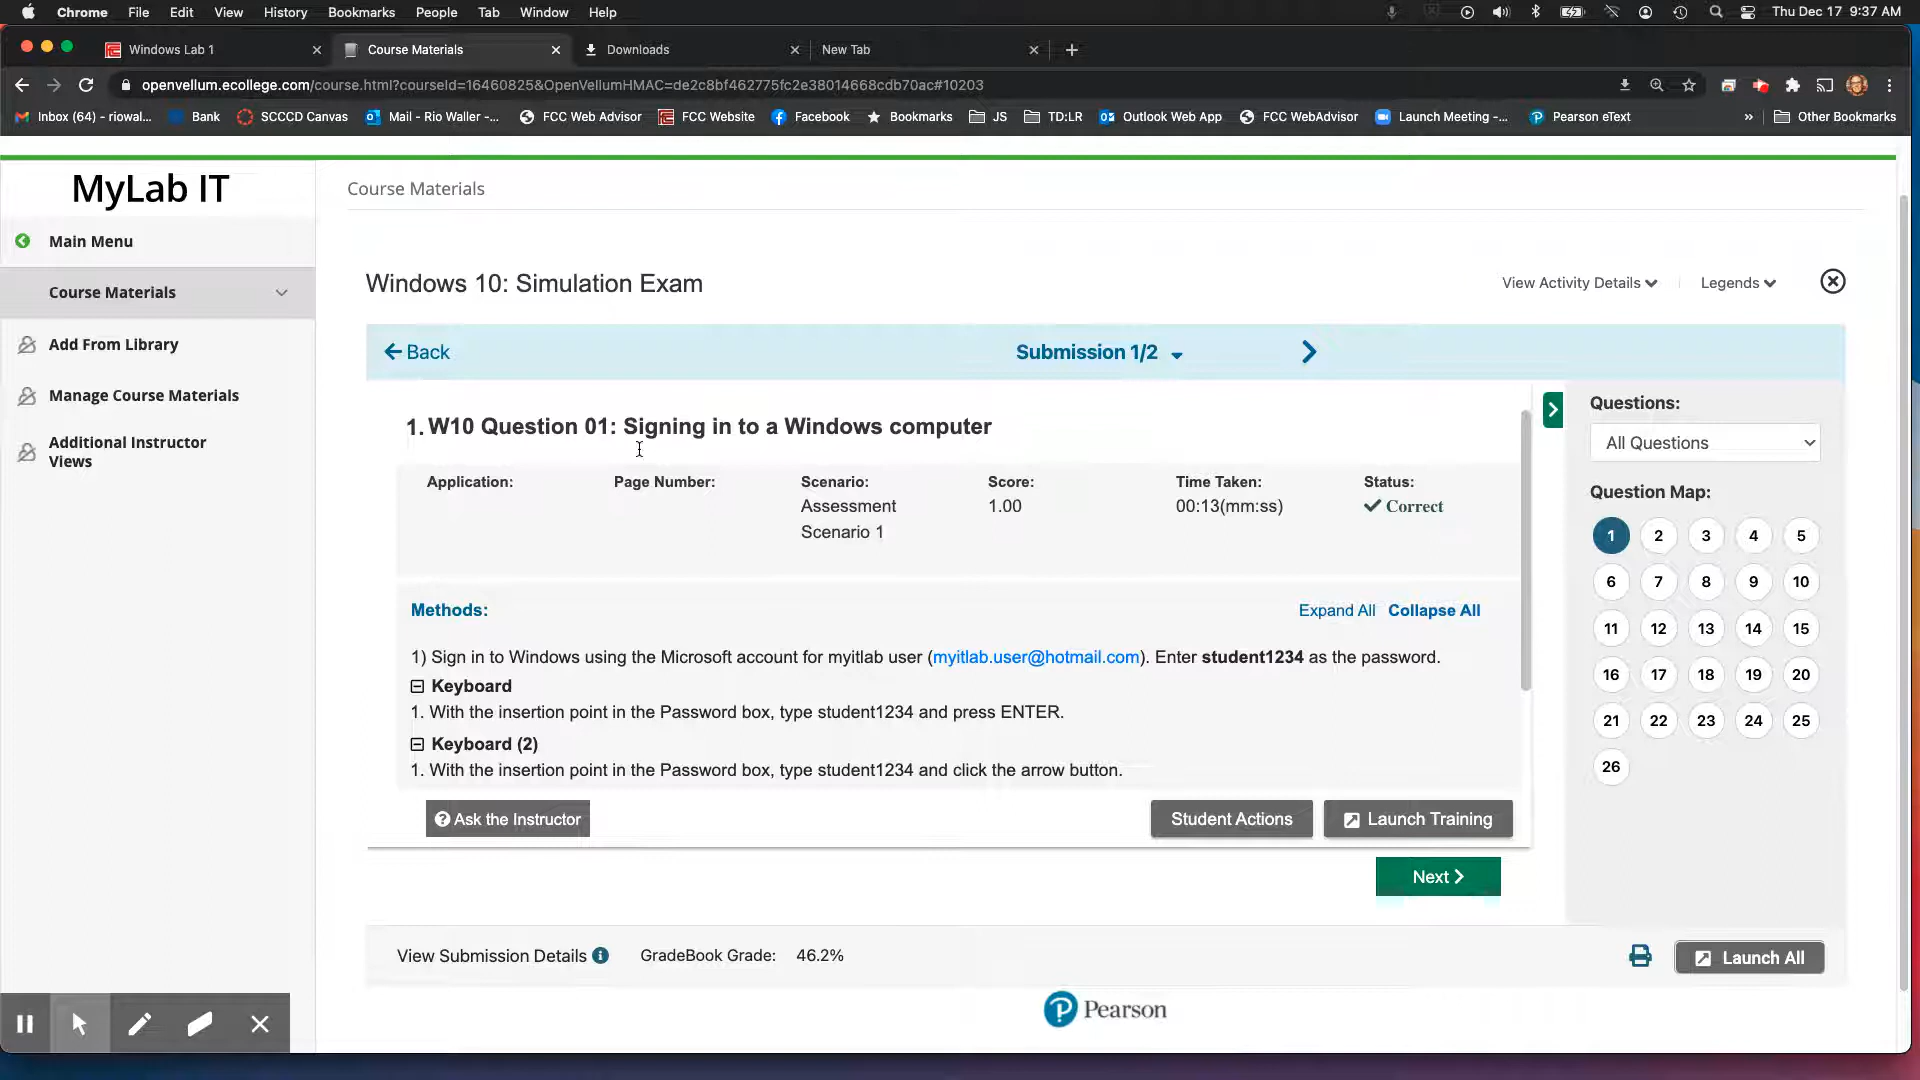 Chrome File Edit View History Bookmarks People Tab Window Help Thu Dec 17 9:37 AM
Windows Lab 1 Course Materials Downloads New Tab
openvellum.ecollege.com/course.html?courseId=16460825&OpenVellumHMAC=de2c8bf462775fc2e38014668cdb70ac#10203
Inbox (64) - riowal... Bank SCCCD Canvas Mail - Rio Waller -... FCC Web Advisor FCC Website Facebook Bookmarks JS TD:LR Outlook Web App FCC WebAdvisor Launch Meeting -... Pearson eText » Other Bookmarks
MyLab IT
Main Menu
Course Materials
Add From Library
Manage Course Materials
Additional Instructor
Views
Course Materials
Windows 10: Simulation Exam
View Activity Details Legends
Back Submission 1/2
1. W10 Question 01: Signing in to a Windows computer
Application: Page Number: Scenario: Score: Time Taken: Status:
Assessment 1.00 00:13(mm:ss) Correct
Scenario 1
Methods: Expand All Collapse All
1) Sign in to Windows using the Microsoft account for myitlab user (myitlab.user@hotmail.com). Enter student1234 as the password.
Keyboard
1. With the insertion point in the Password box, type student1234 and press ENTER.
Keyboard (2)
1. With the insertion point in the Password box, type student1234 and click the arrow button.
Ask the Instructor Student Actions Launch Training
Next
Questions:
All Questions
Question Map:
1 2 3 4 5
6 7 8 9 10
11 12 13 14 15
16 17 18 19 20
21 22 23 24 25
26
View Submission Details GradeBook Grade: 46.2% Launch All
Pearson